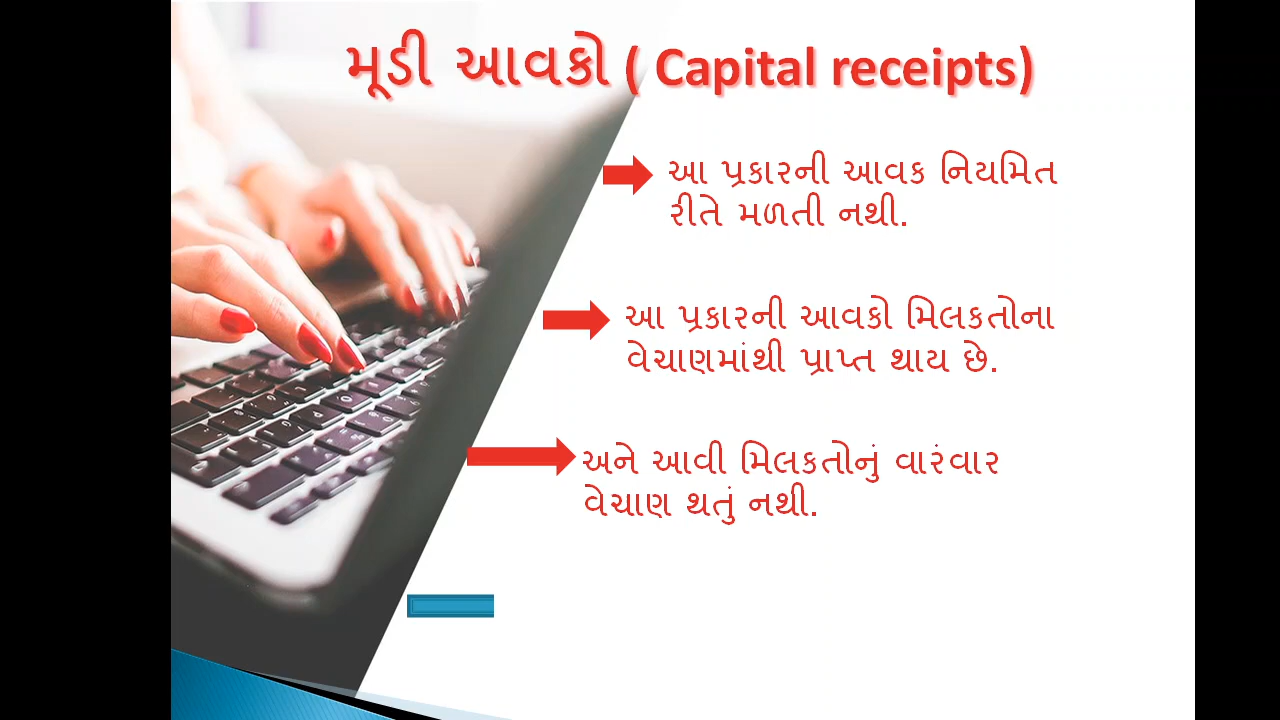 મૂડી આવકો ( Capital receipts)
આ પ્રકારની આવક નિયમિત
રીતે મળતી નથી.
આ પ્રકારની આવકો મિલકતોના
વેચાણમાંથી પ્રાપ્ત થાય છે.
અને આવી મિલકતોનું વારંવાર
વેચાણ થતું નથી.